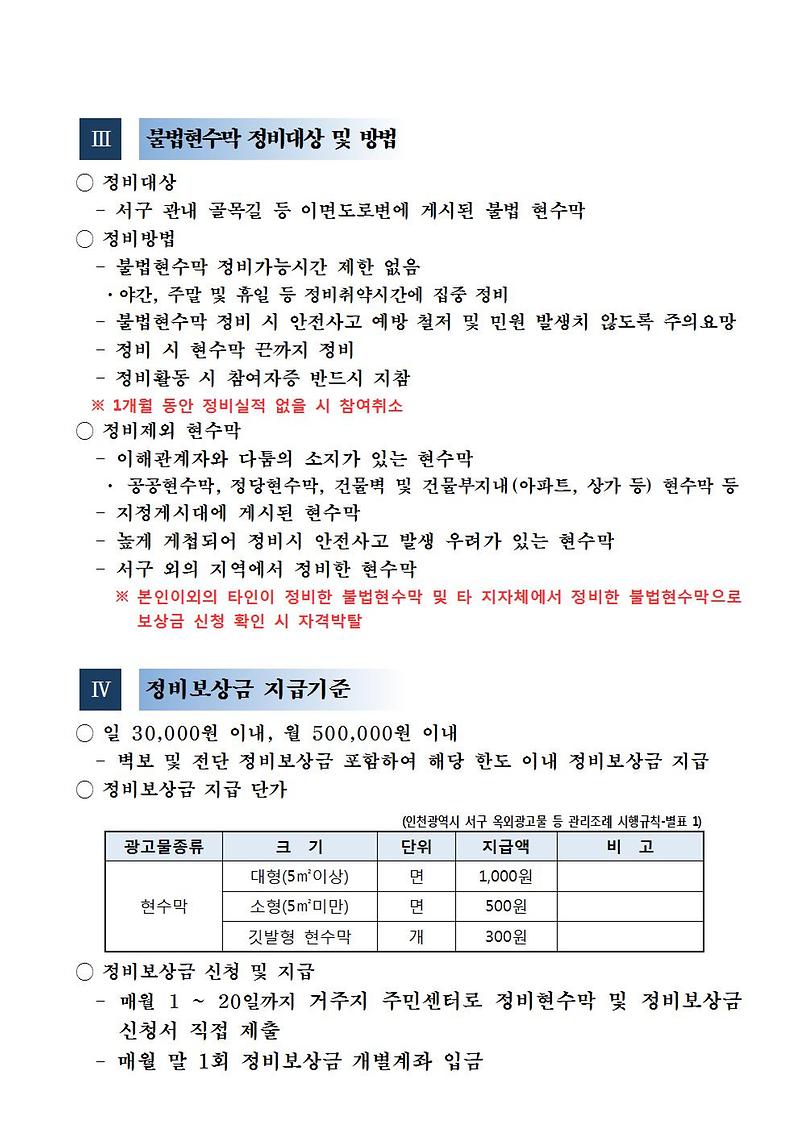 Ⅲ 불법현수막 정비대상 및 방법
○ 정비대상
- 서구 관내 골목길 등 이면도로변에 게시된 불법 현수막
○ 정비방법
- 불법현수막 정비가능시간 제한 없음
· 야간, 주말 및 휴일 등 정비취약시간에 집중 정비
- 불법현수막 정비 시 안전사고 예방 철저 및 민원 발생치 않도록 주의요망
- 정비 시 현수막 끈까지 정비
- 정비활동 시 참여자증 반드시 지참
※ 1개월 동안 정비실적 없을 시 참여취소
○ 정비제외 현수막
- 이해관계자와 다툼의 소지가 있는 현수막
· 공공현수막, 정당현수막, 건물벽 및 건물부지내(아파트, 상가 등) 현수막 등
- 지정게시대에 게시된 현수막
- 높게 게첩되어 정비시 안전사고 발생 우려가 있는 현수막
- 서구 외의 지역에서 정비한 현수막
※ 본인이외의 타인이 정비한 불법현수막 및 타 지자체에서 정비한 불법현수막으로
보상금 신청 확인 시 자격박탈
Ⅳ 정비보상금 지급기준
○ 일 30,000원 이내, 월 500,000원 이내
- 벽보 및 전단 정비보상금 포함하여 해당 한도 이내 정비보상금 지급
○ 정비보상금 지급 단가
(인천광역시 서구 옥외광고물 등 관리조례 시행규칙-별표 1)
광고물종류 크 기 단위 지급액 비 고
대형(5㎡이상) 면 1,000원
현수막 소형(5㎡미만) 면 500원
깃발형 현수막 개 300원
○ 정비보상금 신청 및 지급
- 매월 1 ~ 20일까지 거주지 주민센터로 정비현수막 및 정비보상금
신청서 직접 제출
- 매월 말 1회 정비보상금 개별계좌 입금